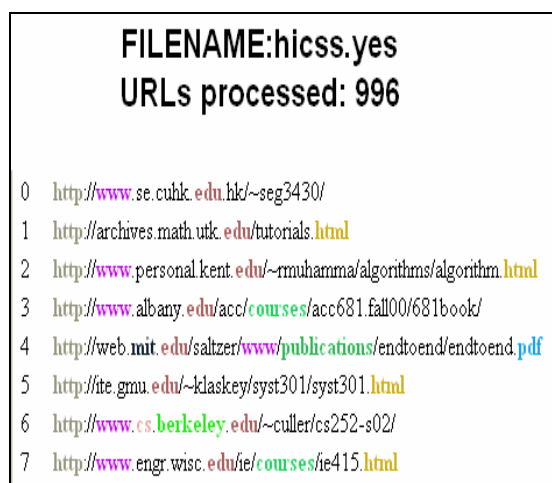 FILENAME:hicss.yes
URLs processed: 996
0 http://www.se.cuhk.edu.hk/~seg3430/
1 http://archives.math.utk.edu/tutorials.html
2 http://www.personal.kent.edu/~rmuhamma/algorithms/algorithm.html
3 http://www.albany.edu/acc/courses/acc681.fall00/681book/
4 http://web.mit.edu/saltzer/www/publications/endtoend/endtoend.pdf
5 http://ite.gmu.edu/~klaskey/syst301/syst301.html
6 http://www.cs.berkeley.edu/~culler/cs252-s02/
7 http://www.engr.wisc.edu/ie/courses/ie415.html